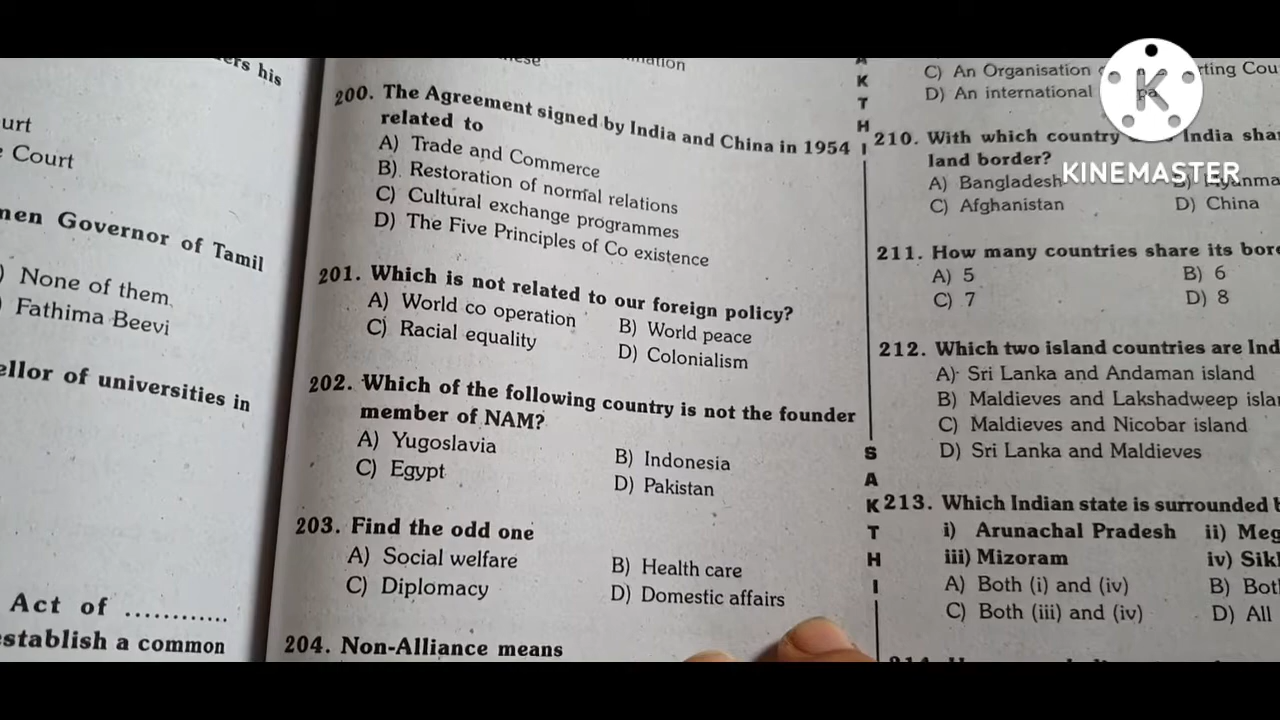 ers his
urt
Court
men Governor of Tamil
None of them
Fathima Beevi
ellor of universities in
Act of ............
establish a common
200. The Agreement signed by India and China in 1954
related to
A) Trade and Commerce
B) Restoration of normal relations
C) Cultural exchange programmes
D) The Five Principles of Co existence
201. Which is not related to our foreign policy?
A) World co operation B) World peace
C) Racial equality D) Colonialism
202. Which of the following country is not the founder
member of NAM?
A) Yugoslavia B) Indonesia
C) Egypt D) Pakistan
203. Find the odd one
A) Social welfare B) Health care
C) Diplomacy D) Domestic affairs
204. Non-Alliance means
A
K
T
H
I
S
A
K
T
H
I
C) An Organisation rting Cou
D) An international
210. With which country India sha
land border?
A) Bangladesh B) Myanma
C) Afghanistan D) China
211. How many countries share its bor
A) 5 B) 6
C) 7 D) 8
212. Which two island countries are Ind
A) Sri Lanka and Andaman island
B) Maldieves and Lakshadweep isla
C) Maldieves and Nicobar island
D) Sri Lanka and Maldieves
213. Which Indian state is surrounded b
i) Arunachal Pradesh ii) Meg
iii) Mizoram iv) Sik
A) Both (i) and (iv) B) Bot
C) Both (iii) and (iv) D) All
K
KINEMASTER